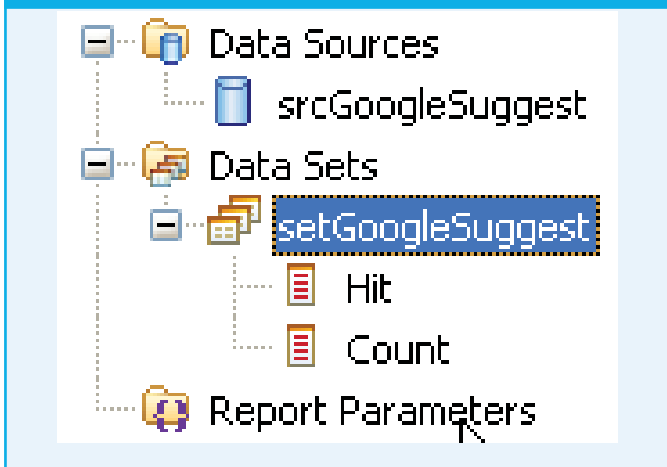 Data Sources
srcGoogleSuggest
Data Sets
setGoogleSuggest
Hit
Count
Report Parameters